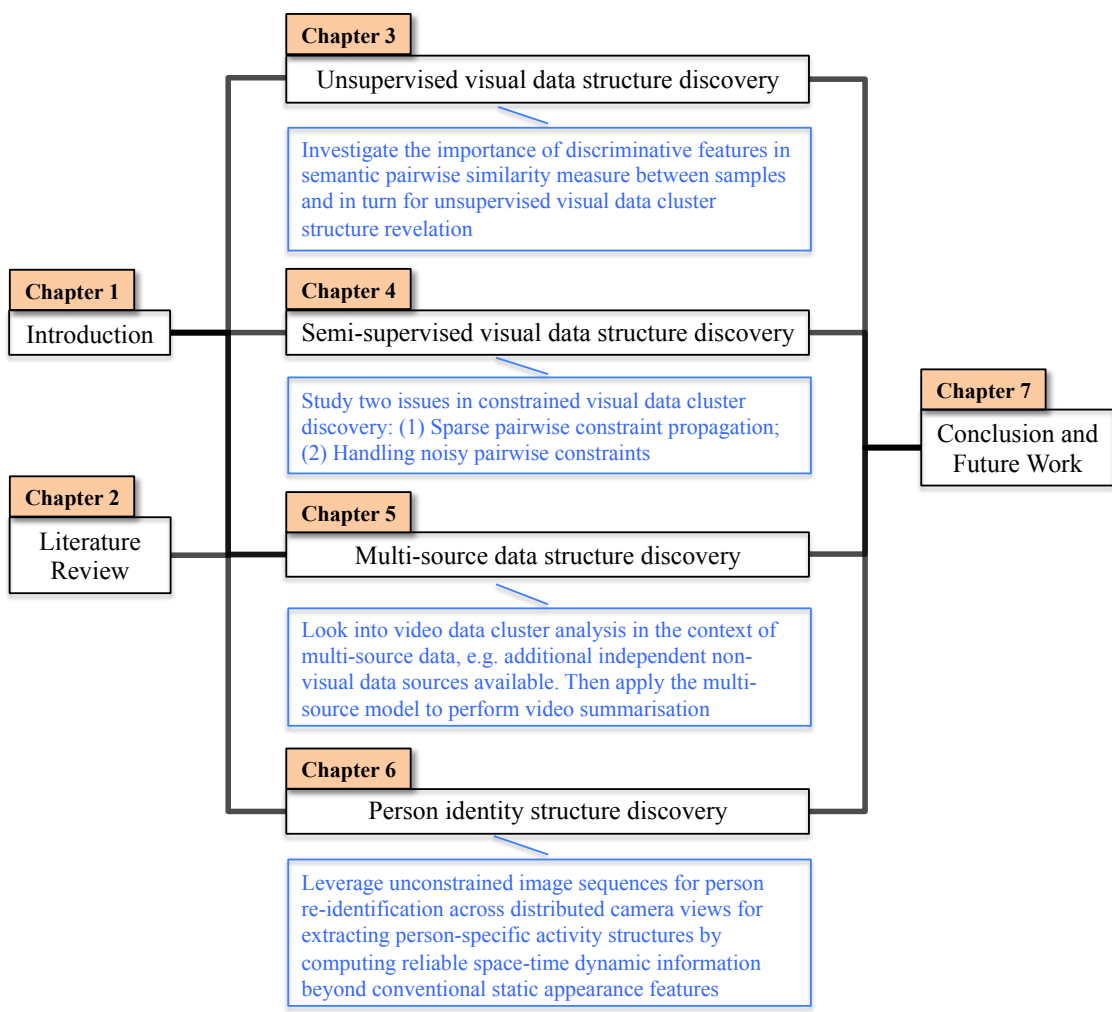 Chapter 3
Unsupervised visual data structure discovery
Investigate the importance of discriminative features in
semantic pairwise similarity measure between samples
and in turn for unsupervised visual data cluster
structure revelation
Chapter 1
Introduction
Chapter 4
Semi-supervised visual data structure discovery
Study two issues in constrained visual data cluster
discovery: (1) Sparse pairwise constraint propagation;
(2) Handling noisy pairwise constraints
Chapter 7
Conclusion and
Future Work
Chapter 2
Literature
Review
Chapter 5
Multi-source data structure discovery
Look into video data cluster analysis in the context of
multi-source data, e.g. additional independent non-
visual data sources available. Then apply the multi-
source model to perform video summarisation
Chapter 6
Person identity structure discovery
Leverage unconstrained image sequences for person
re-identification across distributed camera views for
extracting person-specific activity structures by
computing reliable space-time dynamic information
beyond conventional static appearance features